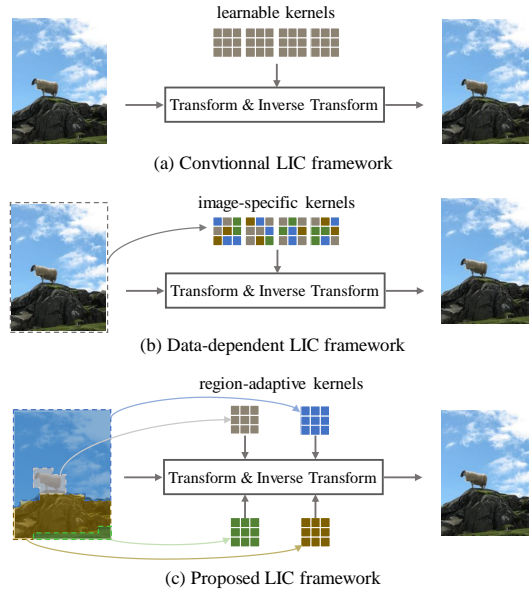 learnable kernels
Transform & Inverse Transform
(a) Convtionnal LIC framework
image-specific kernels
Transform & Inverse Transform
(b) Data-dependent LIC framework
region-adaptive kernels
Transform & Inverse Transform
(c) Proposed LIC framework